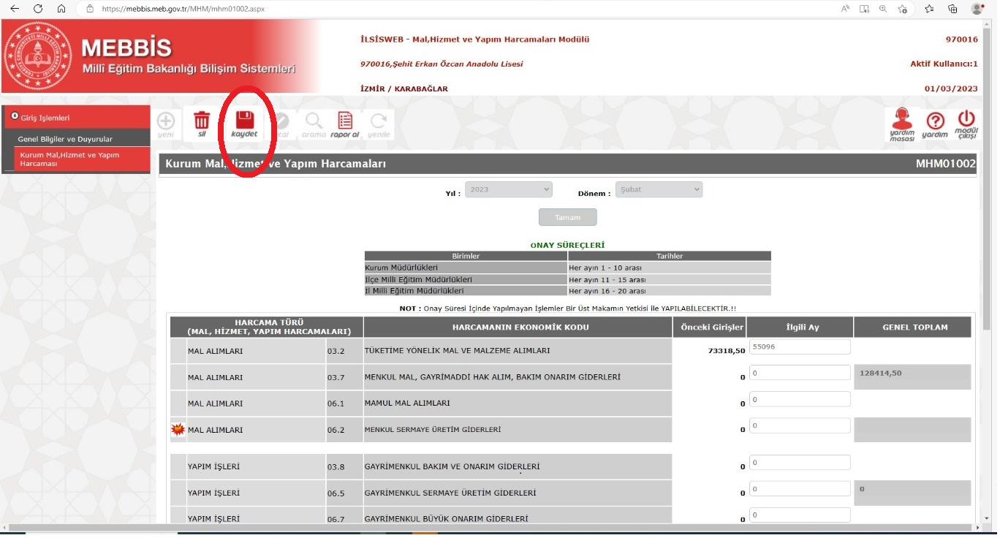 https://mebbis.meb.gov.tr/MHM/mhm01002.aspx
MEBBİS
Millî Eğitim Bakanlığı Bilişim Sistemleri
İLSİSWEB - Mal,Hizmet ve Yapım Harcamaları Modülü
970016
970016,Şehit Erkan Özcan Anadolu Lisesi
Aktif Kullanıcı:1
İZMİR / KARABAĞLAR
01/03/2023
Giriş İşlemleri
Genel Bilgiler ve Duyurular
Kurum Mal,Hizmet ve Yapım
Harcaması
yeni sil kaydet arama rapor al yenile
yardım masası yardım modül çıkışı
Kurum Mal,Hizmet ve Yapım Harcamaları MHM01002
Yıl : 2023 Dönem : Şubat
Tamam
ONAY SÜREÇLERİ
Birimler Tarihler
Kurum Müdürlükleri Her ayın 1 - 10 arası
İlçe Milli Eğitim Müdürlükleri Her ayın 11 - 15 arası
İl Milli Eğitim Müdürlükleri Her ayın 16 - 20 arası
NOT : Onay Süresi İçinde Yapılmayan İşlemler Bir Üst Makamın Yetkisi ile YAPILABİLECEKTİR.!!
HARCAMA TÜRÜ
(MAL, HİZMET, YAPIM HARCAMALARI) HARCAMANIN EKONOMİK KODU Önceki Girişler İlgili Ay GENEL TOPLAM
MAL ALIMLARI 03.2 TÜKETİME YÖNELİK MAL VE MALZEME ALIMLARI 73318,50 55096
MAL ALIMLARI 03.7 MENKUL MAL, GAYRİMADDİ HAK ALIM, BAKIM ONARIM GİDERLERİ 0 0 128414,50
MAL ALIMLARI 06.1 MAMUL MAL ALIMLARI 0 0
MAL ALIMLARI 06.2 MENKUL SERMAYE ÜRETİM GİDERLERİ 0 0
YAPIM İŞLERİ 03.8 GAYRİMENKUL BAKIM VE ONARIM GİDERLERİ 0 0
YAPIM İŞLERİ 06.5 GAYRİMENKUL SERMAYE ÜRETİM GİDERLERİ 0 0 0
YAPIM İŞLERİ 06.7 GAYRİMENKUL BÜYÜK ONARIM GİDERLERİ 0 0